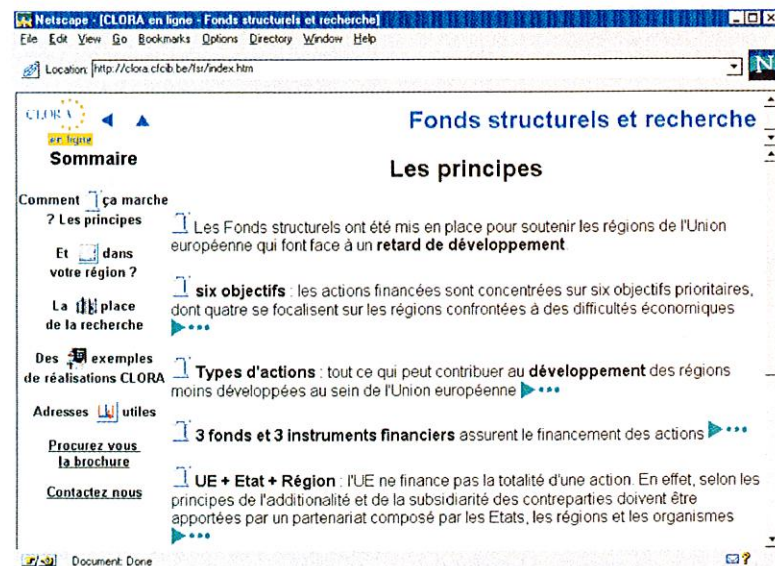 Netscape - [CLORA en ligne - Fonds structurels et recherche]
File Edit View Go Bookmarks Options Directory Window Help
Location: http://clora.cfcib.be/fsr/index.htm
N
CLORA
en ligne
Sommaire
Comment ça marche
? Les principes
Et dans
votre région ?
La place
de la recherche
Des exemples
de réalisations CLORA
Adresses utiles
Procurez vous
la brochure
Contactez nous
Fonds structurels et recherche
Les principes
Les Fonds structurels ont été mis en place pour soutenir les régions de l'Union
européenne qui font face à un retard de développement
six objectifs : les actions financées sont concentrées sur six objectifs prioritaires,
dont quatre se focalisent sur les régions confrontées à des difficultés économiques
Types d'actions : tout ce qui peut contribuer au développement des régions
moins développées au sein de l'Union européenne
3 fonds et 3 instruments financiers assurent le financement des actions
UE + Etat + Région : l'UE ne finance pas la totalité d'une action. En effet, selon les
principes de l'additionalité et de la subsidiarité des contreparties doivent être
apportées par un partenariat composé par les Etats, les régions et les organismes
Document: Done
?